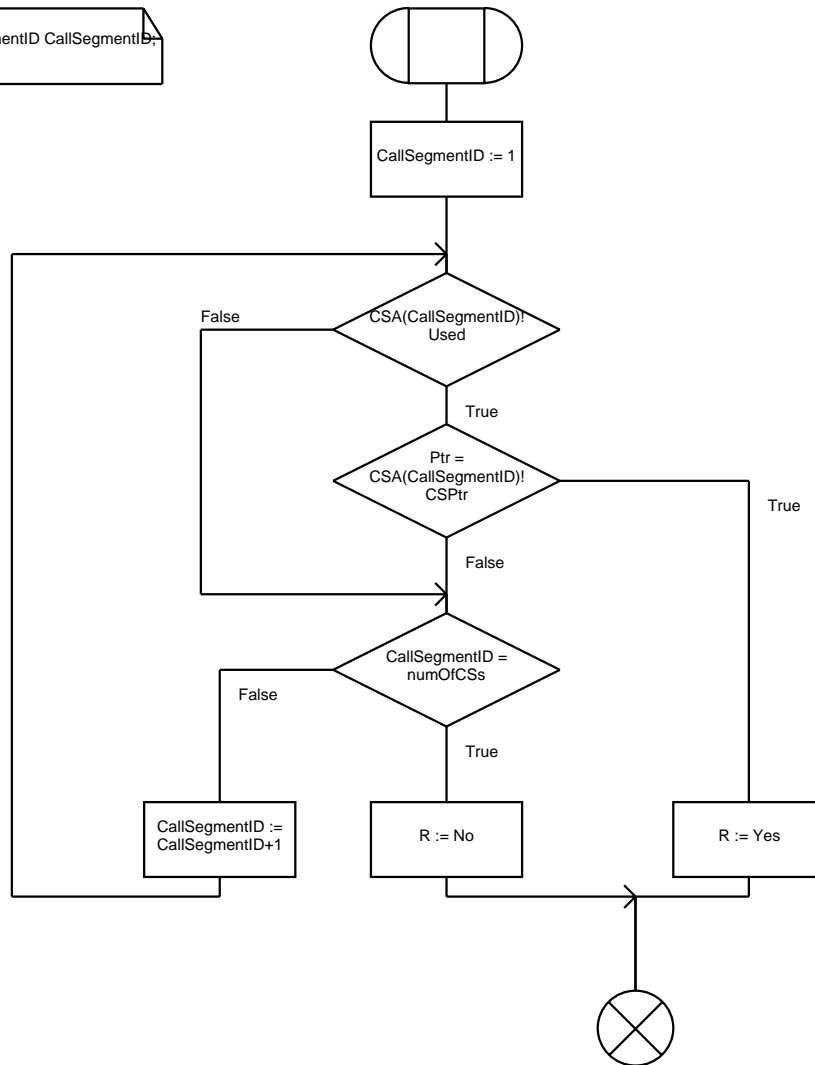 CallSegmentID;
CallSegmentID := 1
False
CSA(CallSegmentID)!
Used
True
Ptr =
CSA(CallSegmentID)!
CSPtr
True
False
CallSegmentID =
numOfCSs
False
True
CallSegmentID :=
CallSegmentID+1
R := No
R := Yes